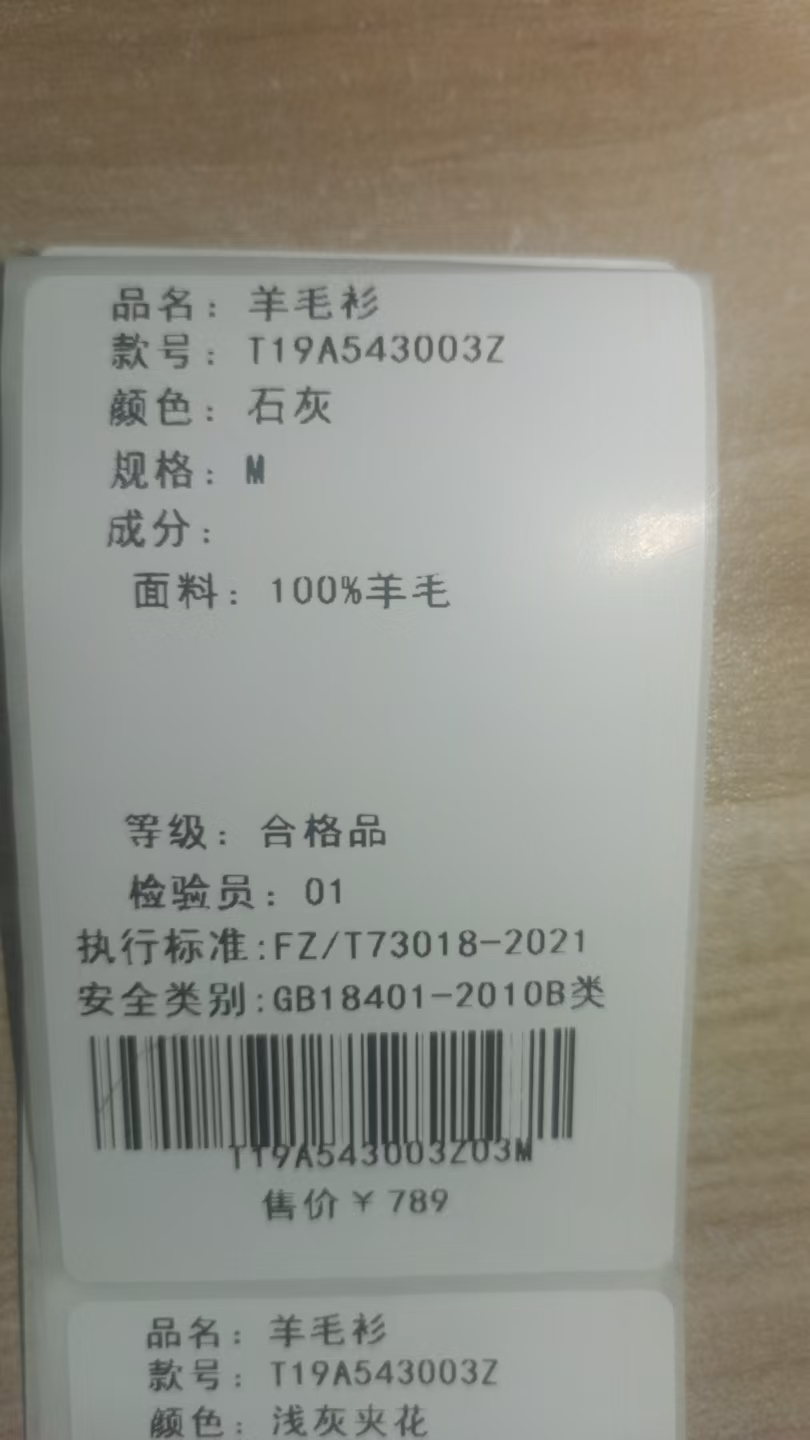 品名：羊毛衫
款号：T19A543003Z
颜色：石灰
规格：M
成分：
面料：100%羊毛
等级：合格品
检验员：01
执行标准:FZ/T73018-2021
安全类别:GB18401-2010B类
T19A543003Z03M
售价￥789
品名：羊毛衫
款号：T19A543003Z
颜色：浅灰夹花